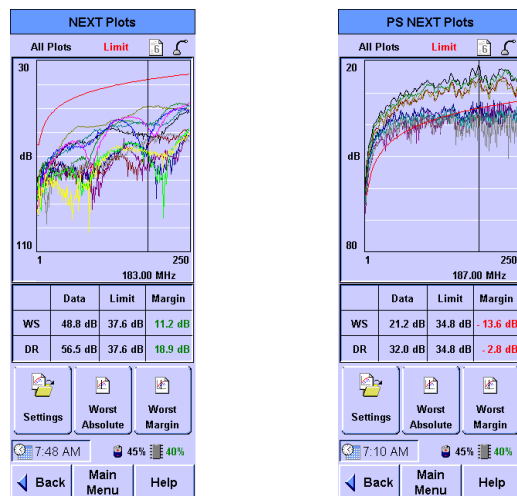 NEXT Plots
All Plots Limit 6
30
dB
110
1 250
183.00 MHz
Data Limit Margin
WS 48.8 dB 37.6 dB 11.2 dB
DR 56.5 dB 37.6 dB 18.9 dB
Settings
Worst
Absolute
Worst
Margin
7:48 AM 45% 40%
Back
Main
Menu
Help
PS NEXT Plots
All Plots Limit 6
20
dB
80
1 250
187.00 MHz
Data Limit Margin
WS 21.2 dB 34.8 dB - 13.6 dB
DR 32.0 dB 34.8 dB - 2.8 dB
Settings
Worst
Absolute
Worst
Margin
7:10 AM 45% 40%
Back
Main
Menu
Help